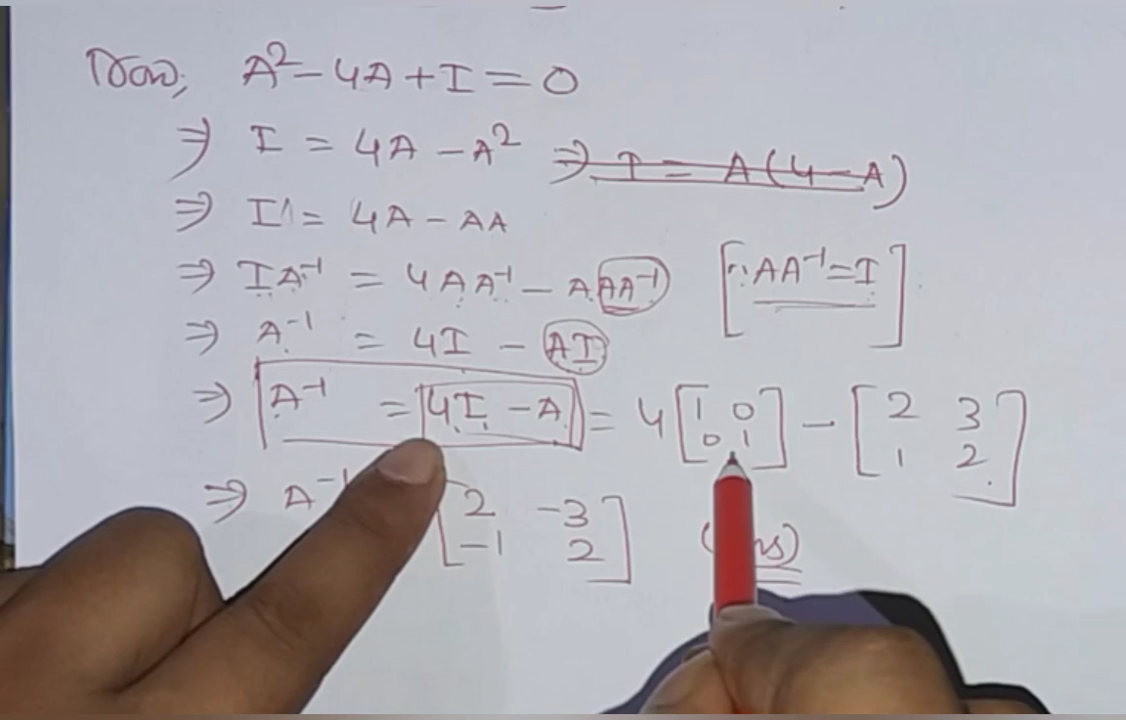 Now, A² – 4A + I = 0
⇒ I = 4A – A² ⇒ I = A(4–A)
⇒ I = 4A – AA
⇒ IA⁻¹ = 4AA⁻¹ – AAA⁻¹ [∵ AA⁻¹ = I]
⇒ A⁻¹ = 4I – AI
⇒ A⁻¹ = 4I – A = 4 [1 0 0 1] – [2 3 1 2]
⇒ A⁻¹ [2 –3 –1 2]